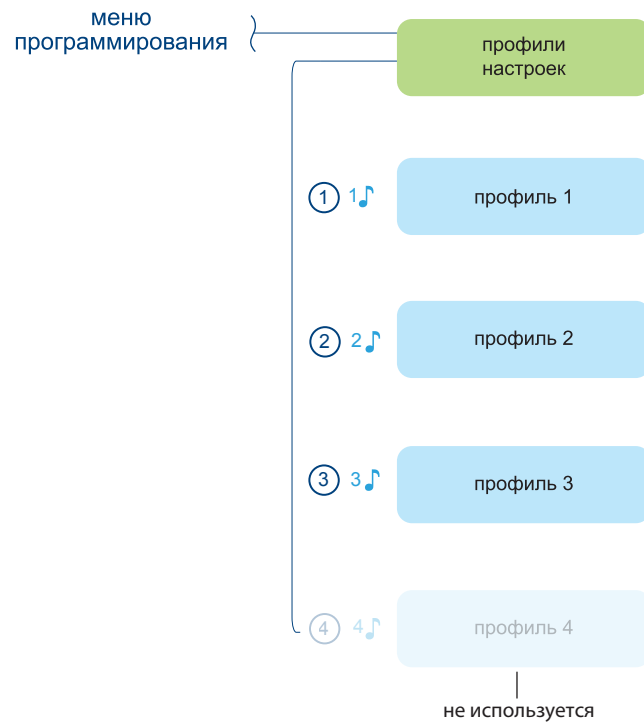 меню
программирования
профили
настроек
1 1♪ профиль 1
2 2♪ профиль 2
3 3♪ профиль 3
4 4♪ профиль 4
не используется